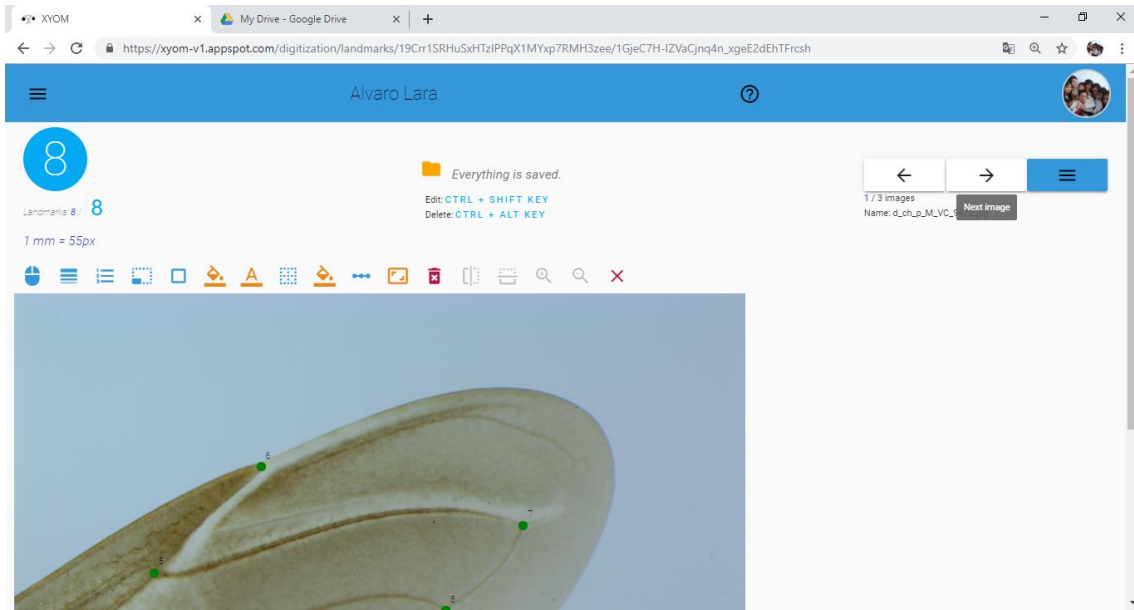 XYOM
My Drive - Google Drive
https://xyom-v1.appspot.com/digitization/landmarks/19Crr1SRHuSxHTzIPPqX1MYxp7RMH3zee/1GjeC7H-IZVaCjnq4n_xgeE2dEhTFrcsh
Alvaro Lara
8
Everything is saved.
Edit: CTRL + SHIFT KEY
Delete: CTRL + ALT KEY
Landmarks: 8 / 8
1 mm = 55px
1 / 3 images
Name: d_ch_p_M_VC_
Next image
6
7
5
8